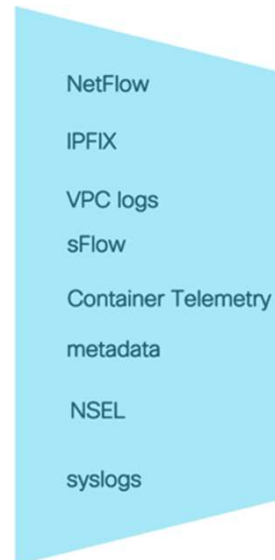 NetFlow
IPFIX
VPC logs
sFlow
Container Telemetry
metadata
NSEL
syslogs